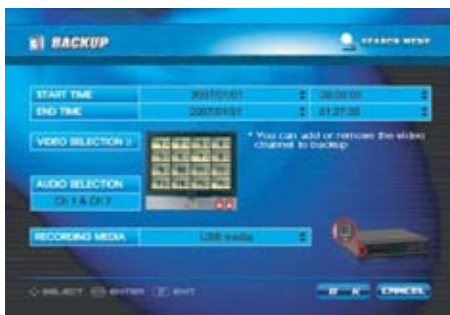 BACKUP
SEARCH MENU
START TIME 2007/01/01
END TIME 2007/01/01 01:27:35
VIDEO SELECTION
* You can add or remove the video
channel to backup
AUDIO SELECTION
Ch 1 & Ch 2
RECORDING MEDIA USB media
SELECT ENTER EXIT
O K CANCEL